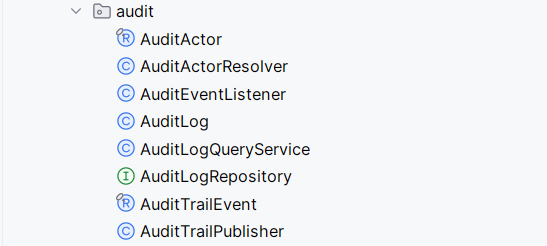 audit
AuditActor
AuditActorResolver
AuditEventListener
AuditLog
AuditLogQueryService
AuditLogRepository
AuditTrailEvent
AuditTrailPublisher